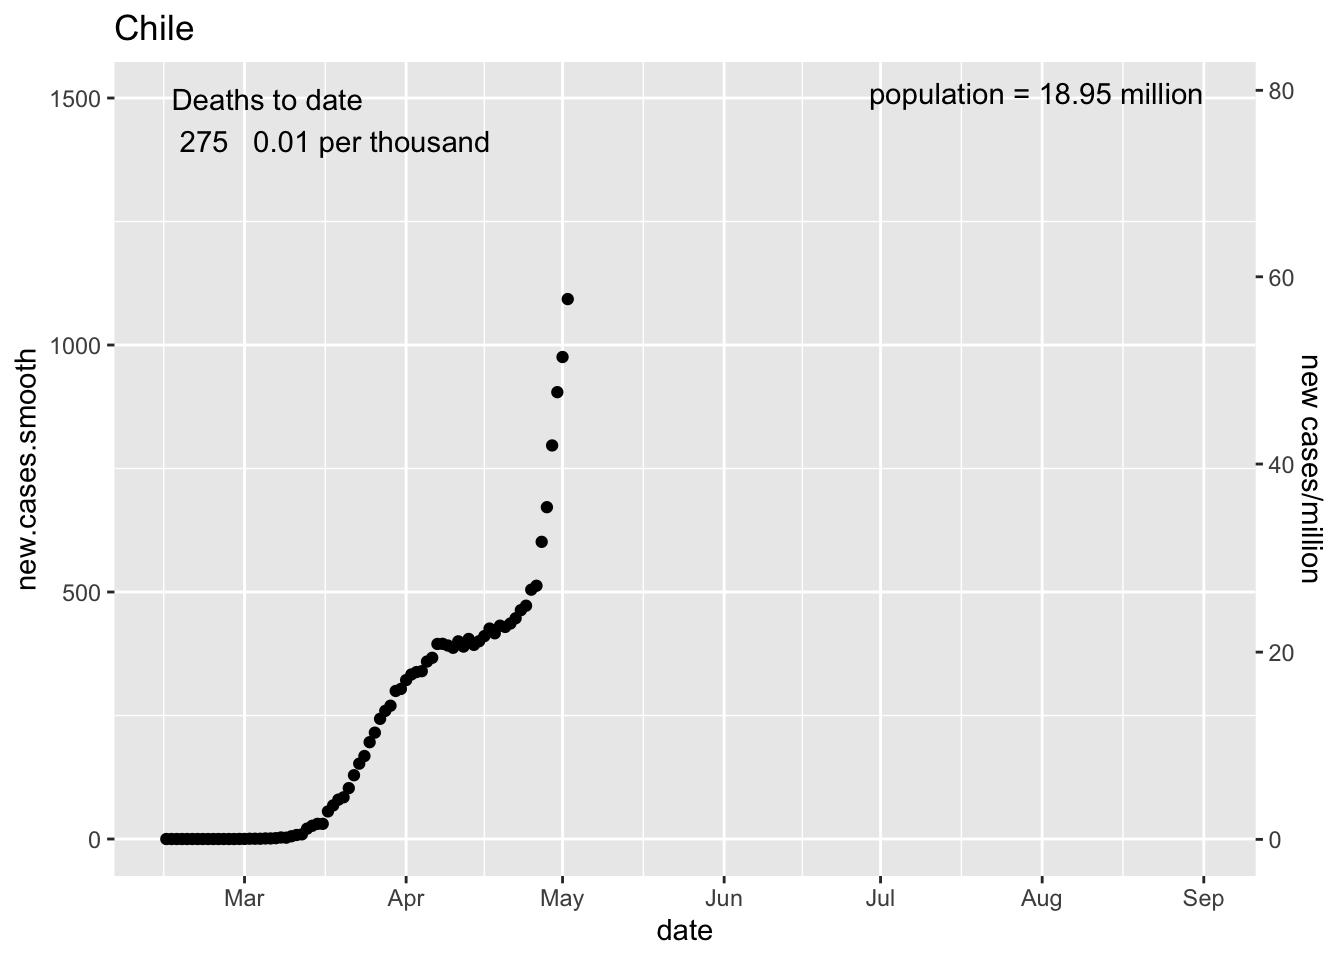 Chile
Deaths to date
275 0.01 per thousand
population = 18.95 million
1500
1000
500
0
new.cases.smooth
80
60
40
20
0
new cases/million
Mar Apr May Jun Jul Aug Sep
date